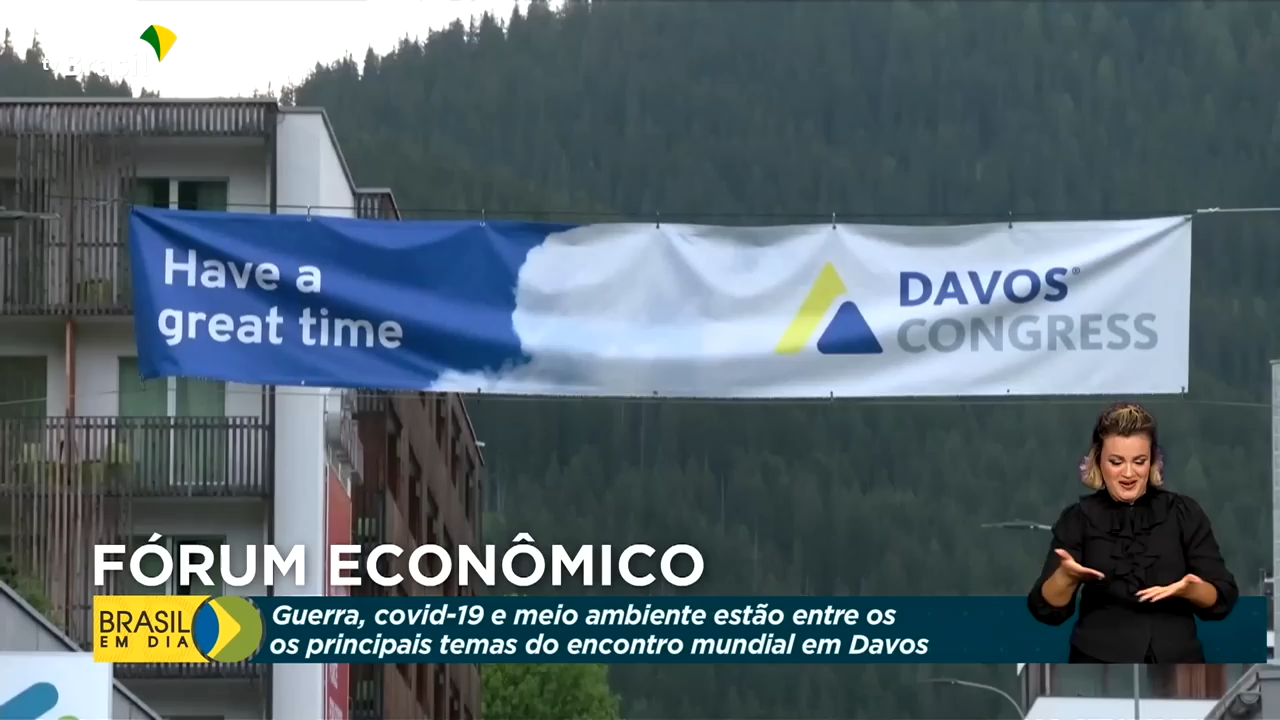 tvBrasil
Have a
great time
DAVOS®
CONGRESS
FÓRUM ECONÔMICO
BRASIL
EM DIA
Guerra, covid-19 e meio ambiente estão entre os
os principais temas do encontro mundial em Davos